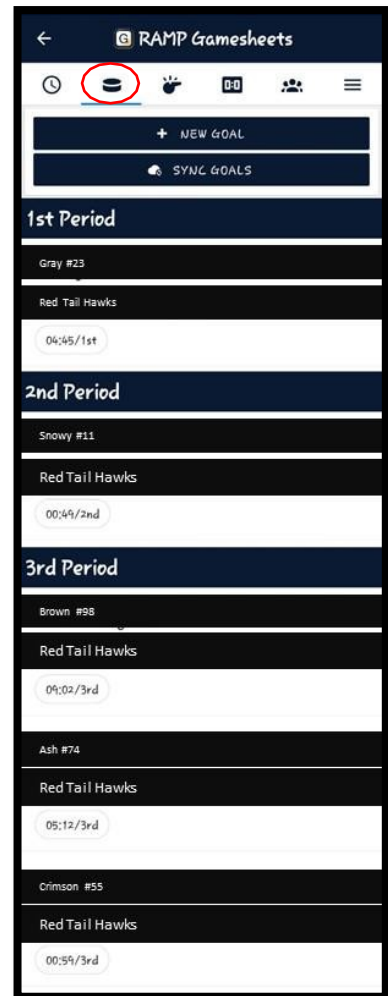 G RAMP Gamesheets
0:0
+ NEW GOAL
SYNC GOALS
1st Period
Gray #23
Red Tail Hawks
04:45/1st
2nd Period
Snowy #11
Red Tail Hawks
00:49/2nd
3rd Period
Brown #98
Red Tail Hawks
09:02/3rd
Ash #74
Red Tail Hawks
05:12/3rd
Crimson #55
Red Tail Hawks
00:59/3rd